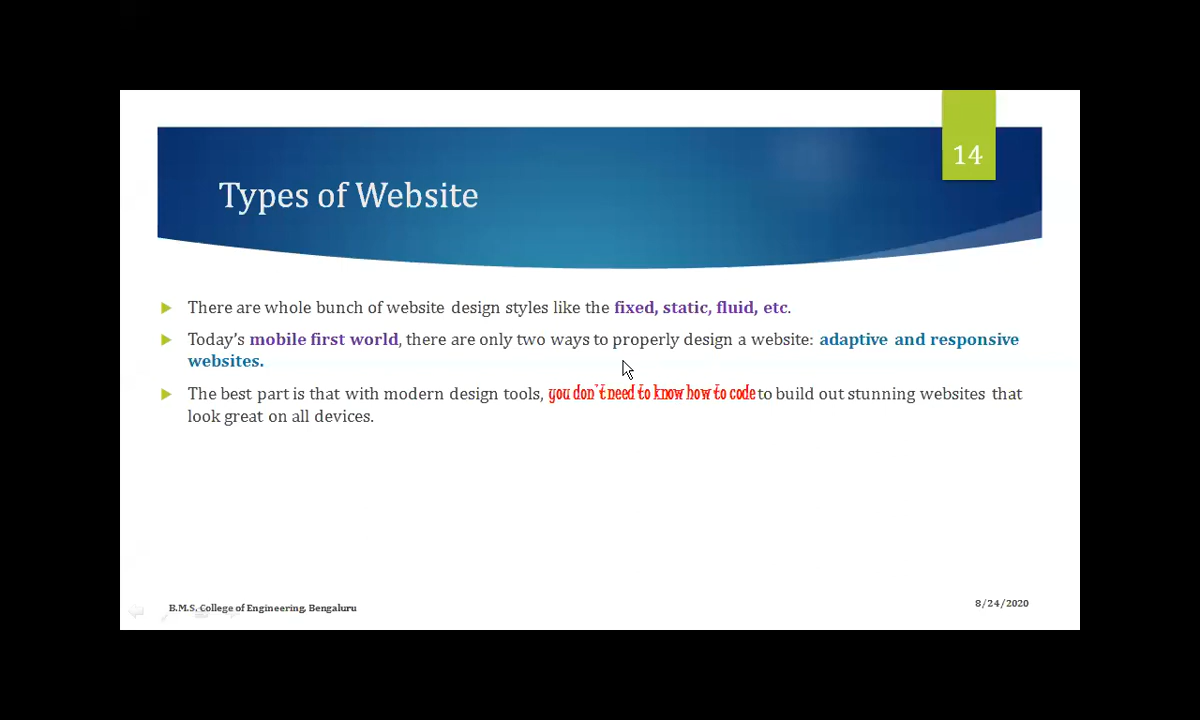 14
Types of Website
There are whole bunch of website design styles like the fixed, static, fluid, etc.
Today's mobile first world, there are only two ways to properly design a website: adaptive and responsive
websites.
The best part is that with modern design tools, you don't need to know how to code to build out stunning websites that
look great on all devices.
B.M.S. College of Engineering, Bengaluru
8/24/2020